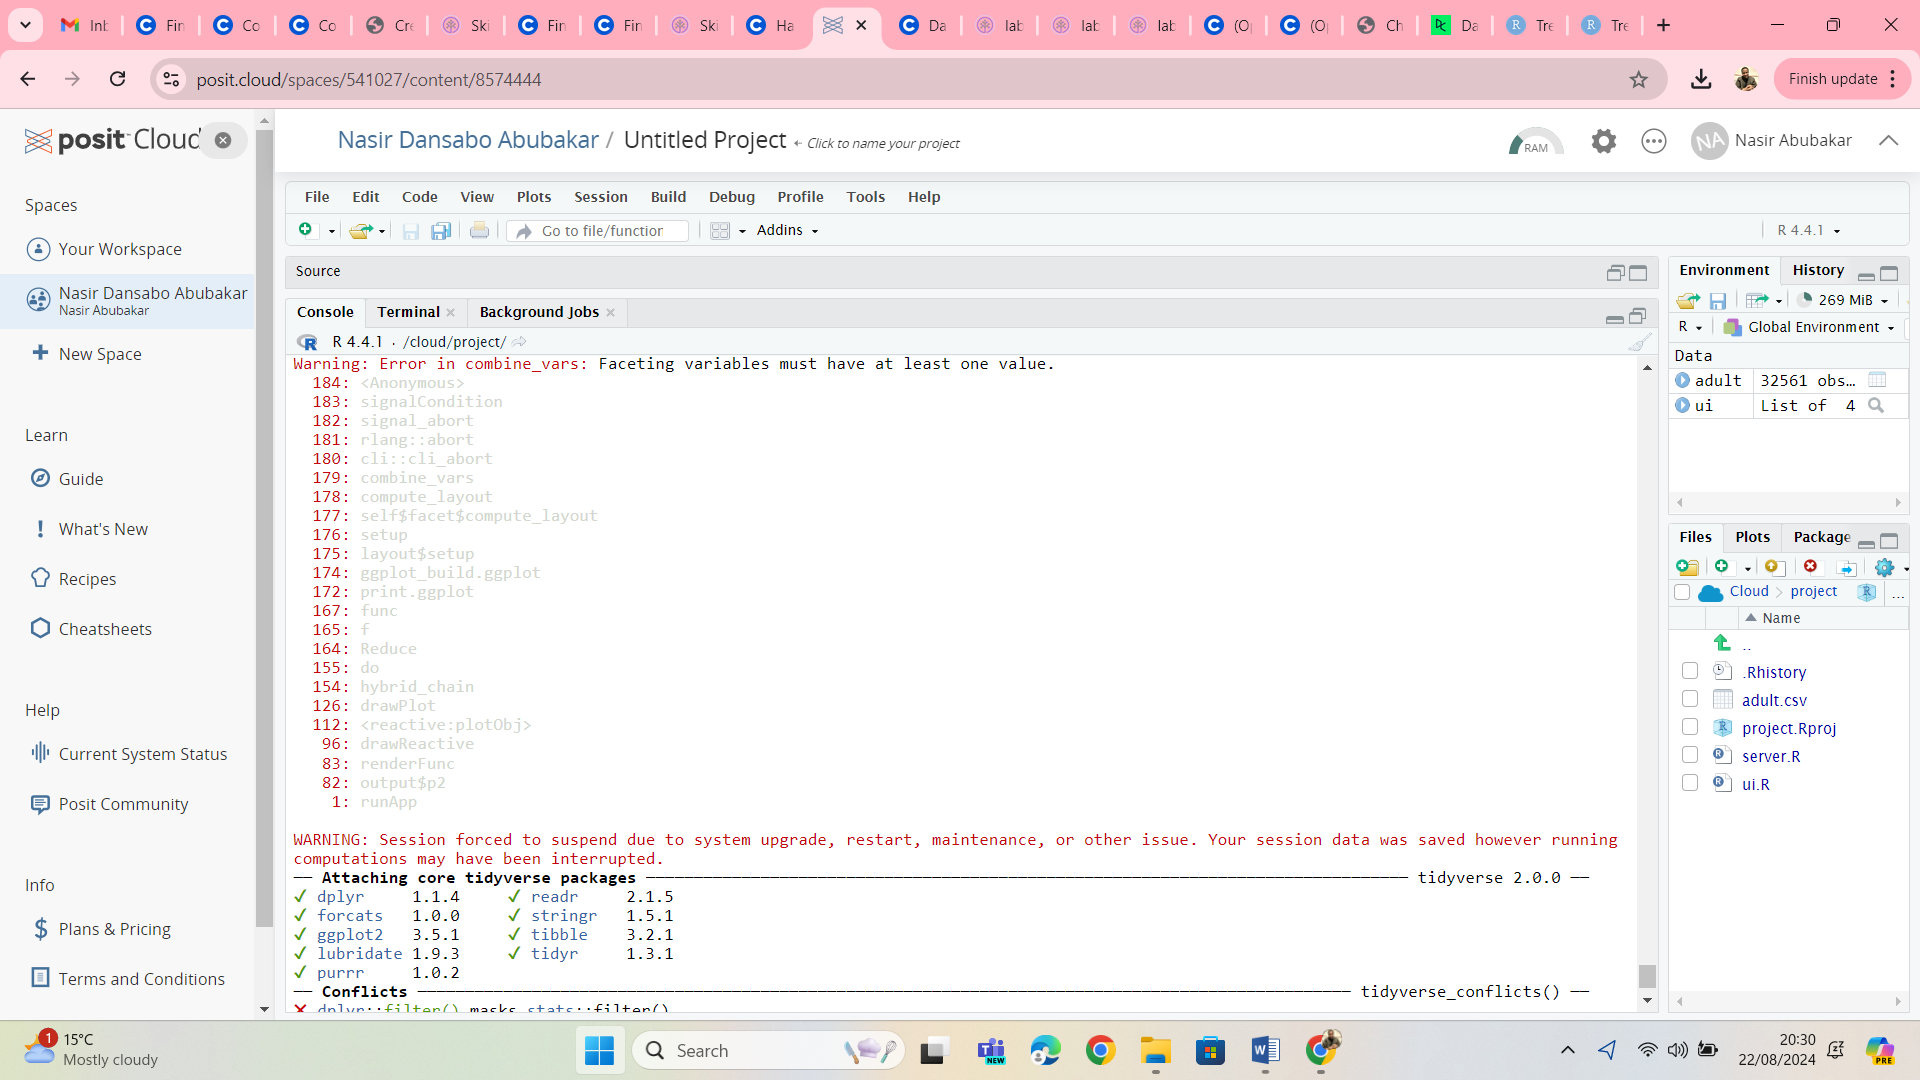 Inb
Fin
Co
Co
Cre
Ski
Fin
Fin
Ski
Ha
Da
lab
lab
lab
(O
(O
Ch
Da
Tre
Tre
posit.cloud/spaces/541027/content/8574444
Finish update
posit Cloud
Nasir Dansabo Abubakar / Untitled Project ← Click to name your project
RAM
NA Nasir Abubakar
Spaces
Your Workspace
Nasir Dansabo Abubakar
Nasir Abubakar
New Space
Learn
Guide
What's New
Recipes
Cheatsheets
Help
Current System Status
Posit Community
Info
Plans & Pricing
Terms and Conditions
File Edit Code View Plots Session Build Debug Profile Tools Help
Go to file/function Addins R 4.4.1
Source
Console Terminal Background Jobs
R 4.4.1 · /cloud/project/
Warning: Error in combine_vars: Faceting variables must have at least one value.
184: <Anonymous>
183: signalCondition
182: signal_abort
181: rlang::abort
180: cli::cli_abort
179: combine_vars
178: compute_layout
177: self$facet$compute_layout
176: setup
175: layout$setup
174: ggplot_build.ggplot
172: print.ggplot
167: func
165: f
164: Reduce
155: do
154: hybrid_chain
126: drawPlot
112: <reactive:plotObj>
96: drawReactive
83: renderFunc
82: output$p2
1: runApp
WARNING: Session forced to suspend due to system upgrade, restart, maintenance, or other issue. Your session data was saved however running
computations may have been interrupted.
── Attaching core tidyverse packages ── tidyverse 2.0.0 ──
✓ dplyr 1.1.4 ✓ readr 2.1.5
✓ forcats 1.0.0 ✓ stringr 1.5.1
✓ ggplot2 3.5.1 ✓ tibble 3.2.1
✓ lubridate 1.9.3 ✓ tidyr 1.3.1
✓ purrr 1.0.2
── Conflicts ── tidyverse_conflicts() ──
✗ dplyr::filter() masks stats::filter()
Environment History
269 MiB
R Global Environment
Data
adult 32561 obs…
ui List of 4
Files Plots Package
Cloud project ...
Name
..
.Rhistory
adult.csv
project.Rproj
server.R
ui.R
1
15°C
Mostly cloudy
Search
NEW
20:30
22/08/2024
PRE